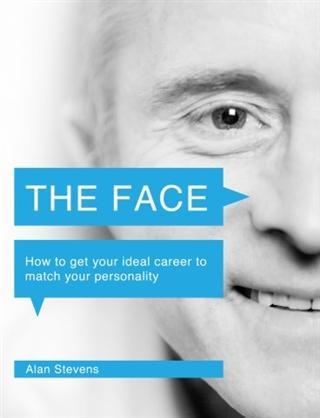 THE FACE
How to get your ideal career to
match your personality
Alan Stevens